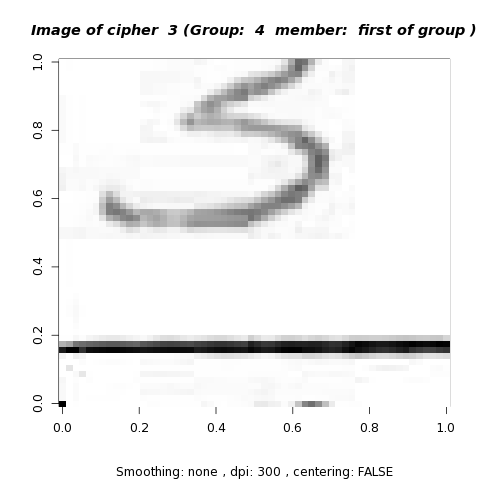 Image of cipher 3 (Group: 4 member: first of group )
1.0
0.8
0.6
0.4
0.2
0.0
0.0 0.2 0.4 0.6 0.8 1.0
3
Smoothing: none , dpi: 300 , centering: FALSE